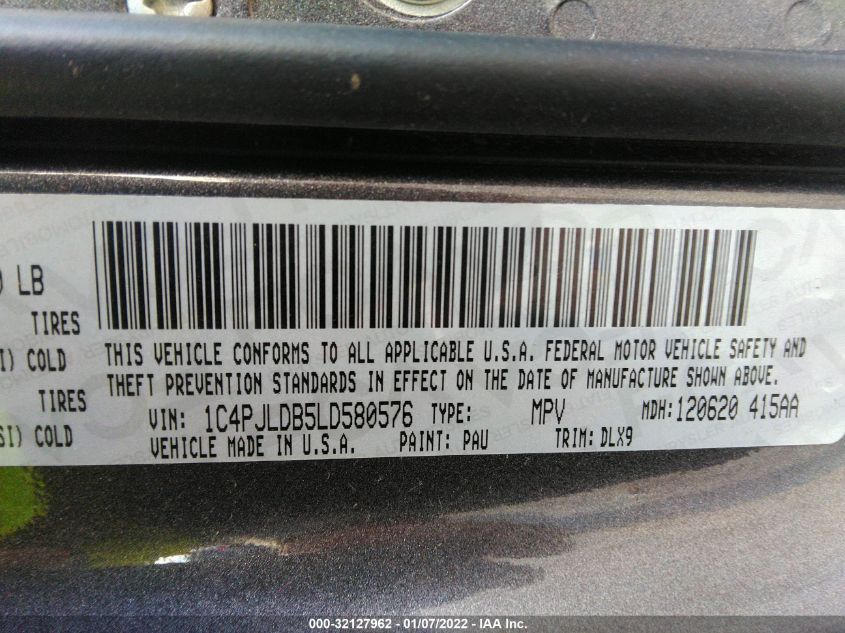 ) LB
TIRES
SI) COLD
TIRES
SI) COLD
THIS VEHICLE CONFORMS TO ALL APPLICABLE U.S.A. FEDERAL MOTOR VEHICLE SAFETY AND
THEFT PREVENTION STANDARDS IN EFFECT ON THE DATE OF MANUFACTURE SHOWN ABOVE.
VIN: 1C4PJLDB5LD580576 TYPE: MPV MDH:120620 415AA
VEHICLE MADE IN U.S.A. PAINT: PAU TRIM: DLX9
000-32127962 - 01/07/2022 - IAA Inc.